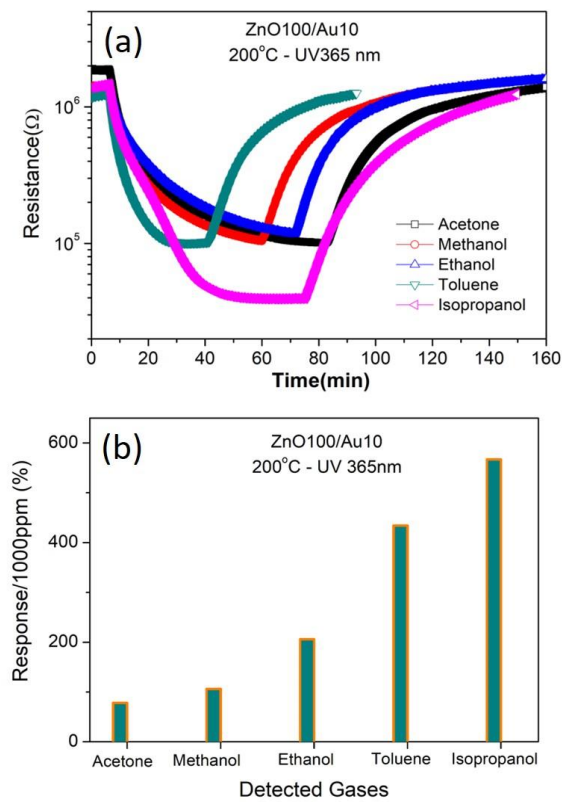 (a)
ZnO100/Au10
200°C - UV365 nm
Resistance(Ω)
10⁶
10⁵
Acetone
Methanol
Ethanol
Toluene
Isopropanol
0 20 40 60 80 100 120 140 160
Time(min)
(b)
ZnO100/Au10
200°C - UV 365nm
Response/1000ppm (%)
600
400
200
0
Acetone Methanol Ethanol Toluene Isopropanol
Detected Gases